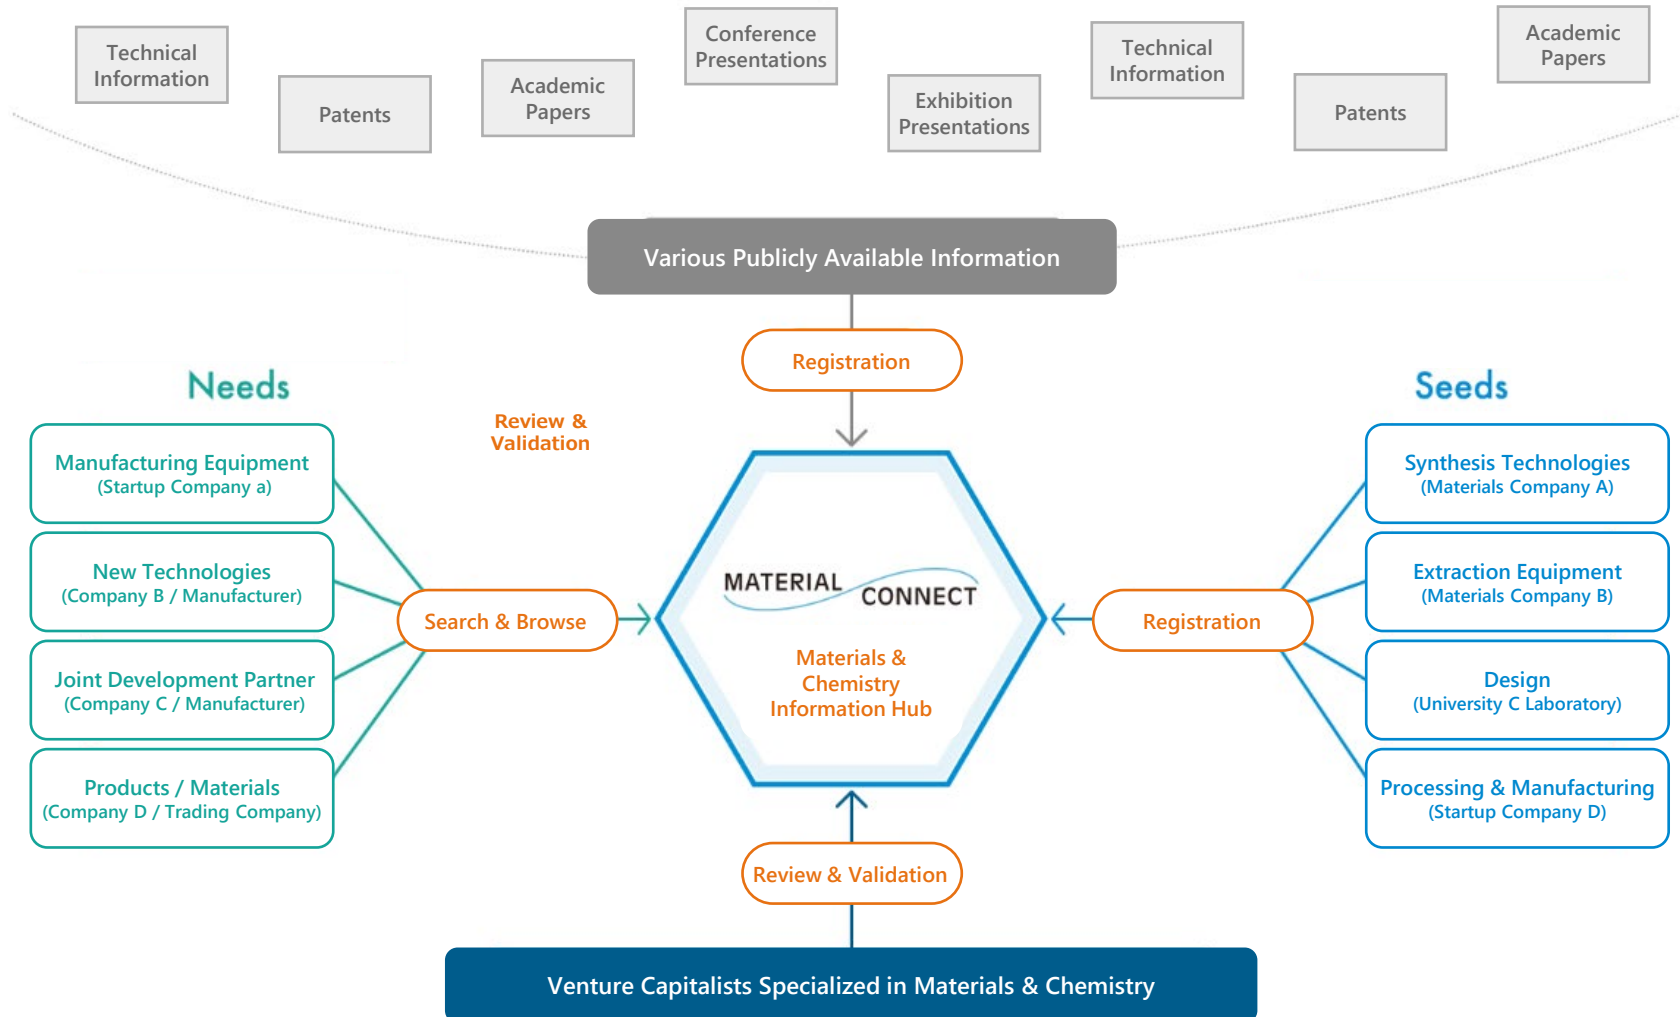 Technical
Information
Patents
Academic
Papers
Conference
Presentations
Exhibition
Presentations
Technical
Information
Patents
Academic
Papers
Various Publicly Available Information
Registration
Needs
Seeds
Review &
Validation
Manufacturing Equipment
(Startup Company a)
New Technologies
(Company B / Manufacturer)
Joint Development Partner
(Company C / Manufacturer)
Products / Materials
(Company D / Trading Company)
Search & Browse
MATERIAL
CONNECT
Materials &
Chemistry
Information Hub
Registration
Synthesis Technologies
(Materials Company A)
Extraction Equipment
(Materials Company B)
Design
(University C Laboratory)
Processing & Manufacturing
(Startup Company D)
Review & Validation
Venture Capitalists Specialized in Materials & Chemistry